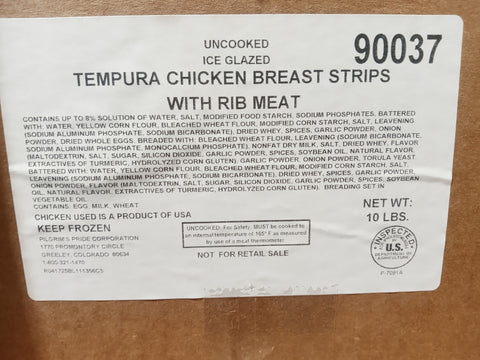 UNCOOKED
ICE GLAZED
90037
TEMPURA CHICKEN BREAST STRIPS
WITH RIB MEAT
CONTAINS UP TO 8% SOLUTION OF WATER, SALT, MODIFIED FOOD STARCH, SODIUM PHOSPHATES. BATTERED
WITH: WATER, YELLOW CORN FLOUR, BLEACHED WHEAT FLOUR, MODIFIED CORN STARCH, SALT, LEAVENING
(SODIUM ALUMINUM PHOSPHATE, SODIUM BICARBONATE), DRIED WHEY, SPICES, GARLIC POWDER, ONION
POWDER, DRIED WHOLE EGGS. BREADED WITH: BLEACHED WHEAT FLOUR, SALT, LEAVENING (SODIUM
BICARBONATE, MONOCALCIUM PHOSPHATE), NONFAT DRY MILK, SALT, DRIED WHEY, FLAVOR
(MALTODEXTRIN, SALT, SUGAR, SILICON DIOXIDE, GARLIC POWDER, SPICES, SOYBEAN OIL, NATURAL FLAVOR,
EXTRACTIVES OF TURMERIC, HYDROLYZED CORN GLUTEN), GARLIC POWDER, ONION POWDER, TORULA YEAST.
BATTERED WITH: WATER, YELLOW CORN FLOUR, BLEACHED WHEAT FLOUR, MODIFIED CORN STARCH, SALT,
LEAVENING (SODIUM ALUMINUM PHOSPHATE, SODIUM BICARBONATE), DRIED WHEY, SPICES, GARLIC POWDER,
ONION POWDER, FLAVOR (MALTODEXTRIN, SALT, SUGAR, SILICON DIOXIDE, GARLIC POWDER, SPICES, SOYBEAN
OIL, NATURAL FLAVOR, EXTRACTIVES OF TURMERIC, HYDROLYZED CORN GLUTEN). BREADING SET IN
VEGETABLE OIL.
CONTAINS: EGG, MILK, WHEAT
CHICKEN USED IS A PRODUCT OF USA
KEEP FROZEN
PILGRIM'S PRIDE CORPORATION
1770 PROMONTORY CIRCLE
GREELEY, COLORADO 80634
1-800-321-1470
UNCOOKED: For Safety, MUST be cooked to
an internal temperature of 165° F as measured
by use of a meat thermometer.
NOT FOR RETAIL SALE
NET WT:
10 LBS.
INSPECTED
U.S.
DEPARTMENT OF
AGRICULTURE
P-7091A